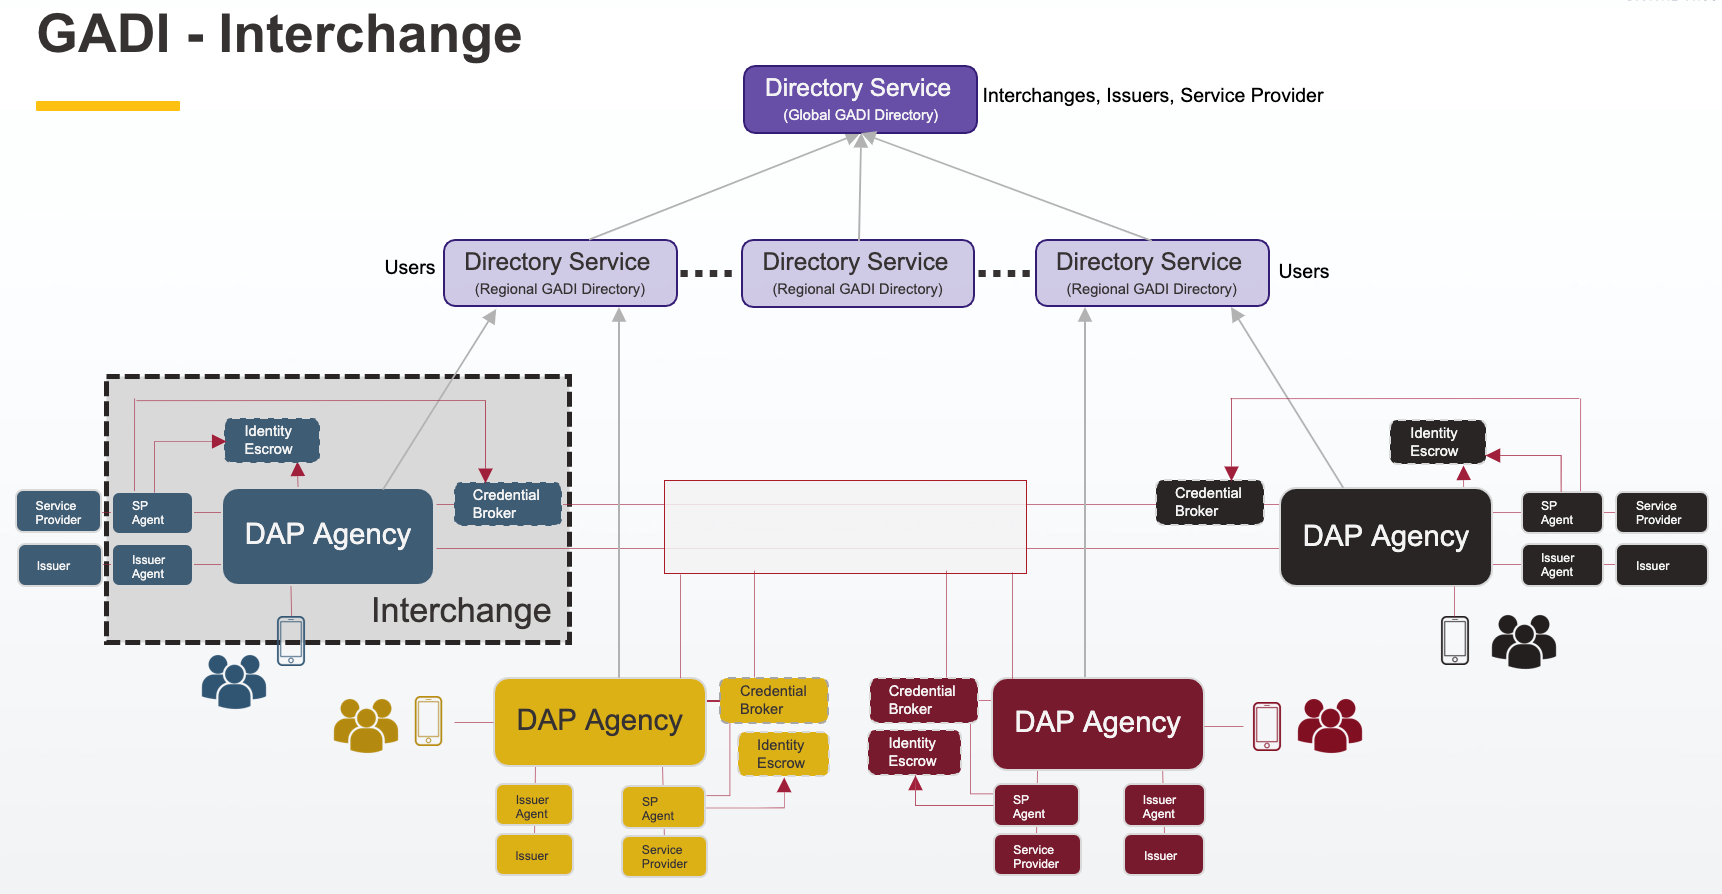 GADI - Interchange
Directory Service
(Global GADI Directory)
Interchanges, Issuers, Service Provider
Users
Directory Service
(Regional GADI Directory)
Directory Service
(Regional GADI Directory)
Directory Service
(Regional GADI Directory)
Users
Identity
Escrow
Credential
Broker
Service
Provider
SP
Agent
DAP Agency
Issuer
Issuer
Agent
Interchange
Identity
Escrow
Credential
Broker
DAP Agency
SP
Agent
Service
Provider
Issuer
Agent
Issuer
DAP Agency
Credential
Broker
Identity
Escrow
Issuer
Agent
SP
Agent
Issuer
Service
Provider
Credential
Broker
Identity
Escrow
DAP Agency
SP
Agent
Issuer
Agent
Service
Provider
Issuer